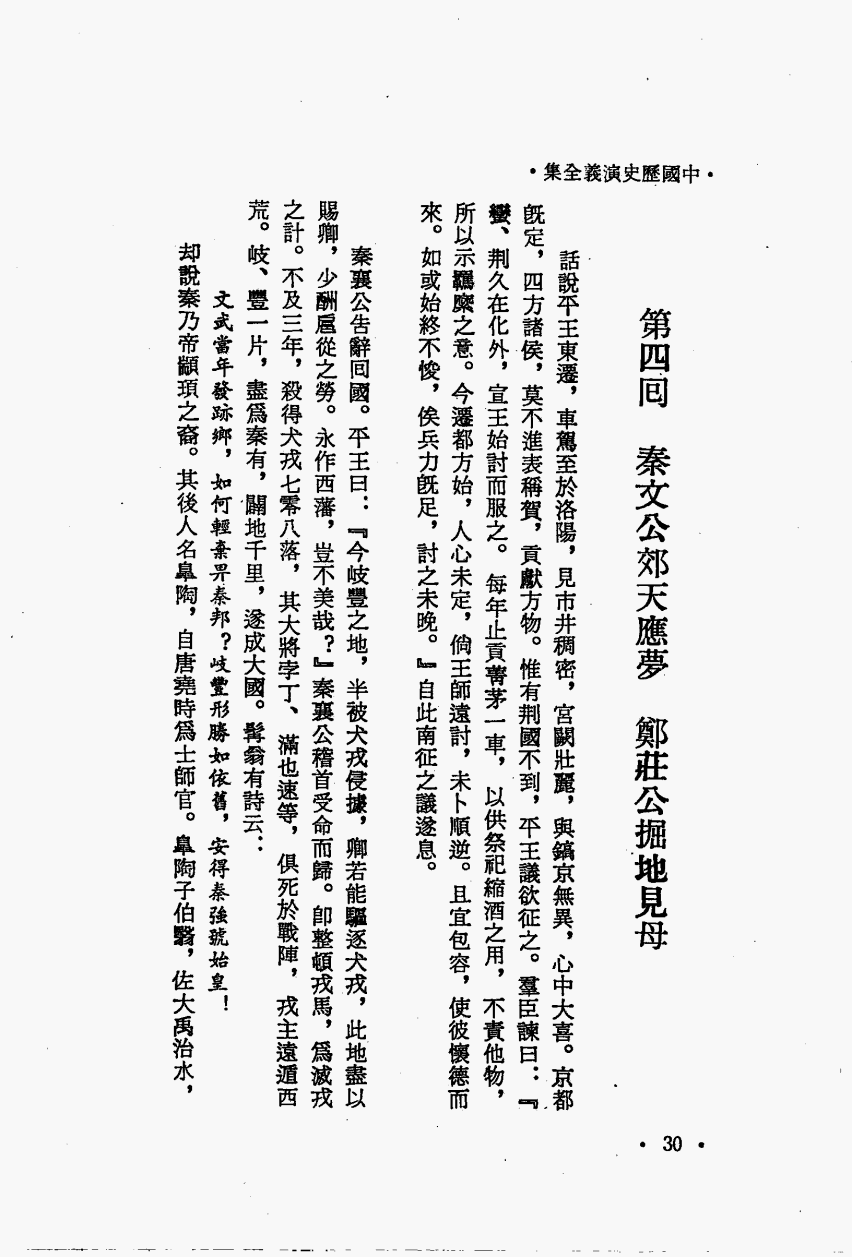 ·中國歷史演義全集·
第四回　秦文公郊天應夢　鄭莊公掘地見母
話說平王東遷，車駕至於洛陽，見市井稠密，宮闕壯麗，與鎬京無異，心中大喜。京都
旣定，四方諸侯，莫不進表稱賀，貢獻方物。惟有荆國不到，平王議欲征之。羣臣諫曰：『
蠻、荆久在化外，宣王始討而服之。每年止貢菁茅一車，以供祭祀縮酒之用，不責他物，
所以示羈縻之意。今遷都方始，人心未定，倘王師遠討，未卜順逆。且宜包容，使彼懷德而
來。如或始終不悛，俟兵力旣足，討之未晚。』自此南征之議遂息。
秦襄公告辭回國。平王曰：『今岐豐之地，半被犬戎侵據，卿若能驅逐犬戎，此地盡以
賜卿，少酬扈從之勞。永作西藩，豈不美哉？』秦襄公稽首受命而歸。卽整頓戎馬，爲滅戎
之計。不及三年，殺得犬戎七零八落，其大將孛丁、滿也速等，俱死於戰陣，戎主遠遁西
荒。岐、豐一片，盡爲秦有，闢地千里，遂成大國。髯翁有詩云：
文武當年發跡鄉，如何輕棄畀秦邦？岐豐形勝如依舊，安得秦強號始皇！
却說秦乃帝顓頊之裔。其後人名臯陶，自唐堯時爲士師官。臯陶子伯翳，佐大禹治水，
· 30 ·